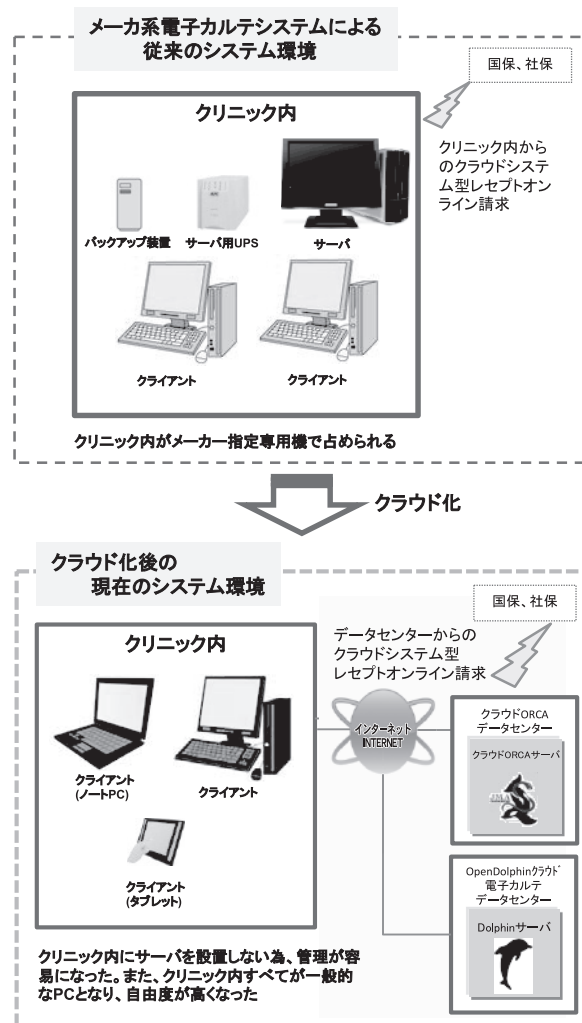 メーカ系電子カルテシステムによる
従来のシステム環境
国保、社保
クリニック内
クリニック内から
のクラウドシステ
ム型レセプトオン
ライン請求
バックアップ装置
サーバ用UPS
サーバ
クライアント
クライアント
クリニック内がメーカー指定専用機で占められる
クラウド化
クラウド化後の
現在のシステム環境
国保、社保
クリニック内
データセンターからの
クラウドシステム型
レセプトオンライン請求
インターネット
INTERNET
クライアント
(ノートPC)
クライアント
クライアント
(タブレット)
クラウドORCA
データセンター
クラウドORCAサーバ
OpenDolphinクラウド
電子カルテ
データセンター
Dolphinサーバ
クリニック内にサーバを設置しない為、管理が容
易になった。また、クリニック内すべてが一般的
なPCとなり、自由度が高くなった